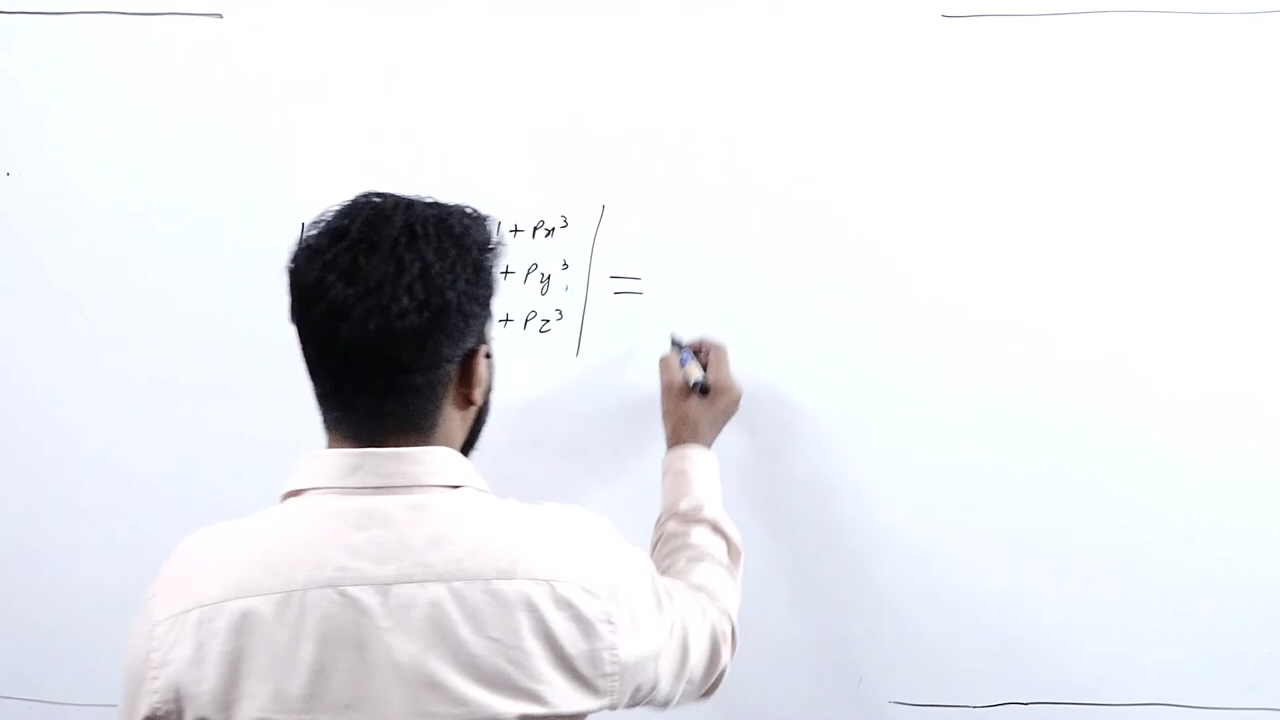 1 + Px³ | =
+ Py³
+ Pz³